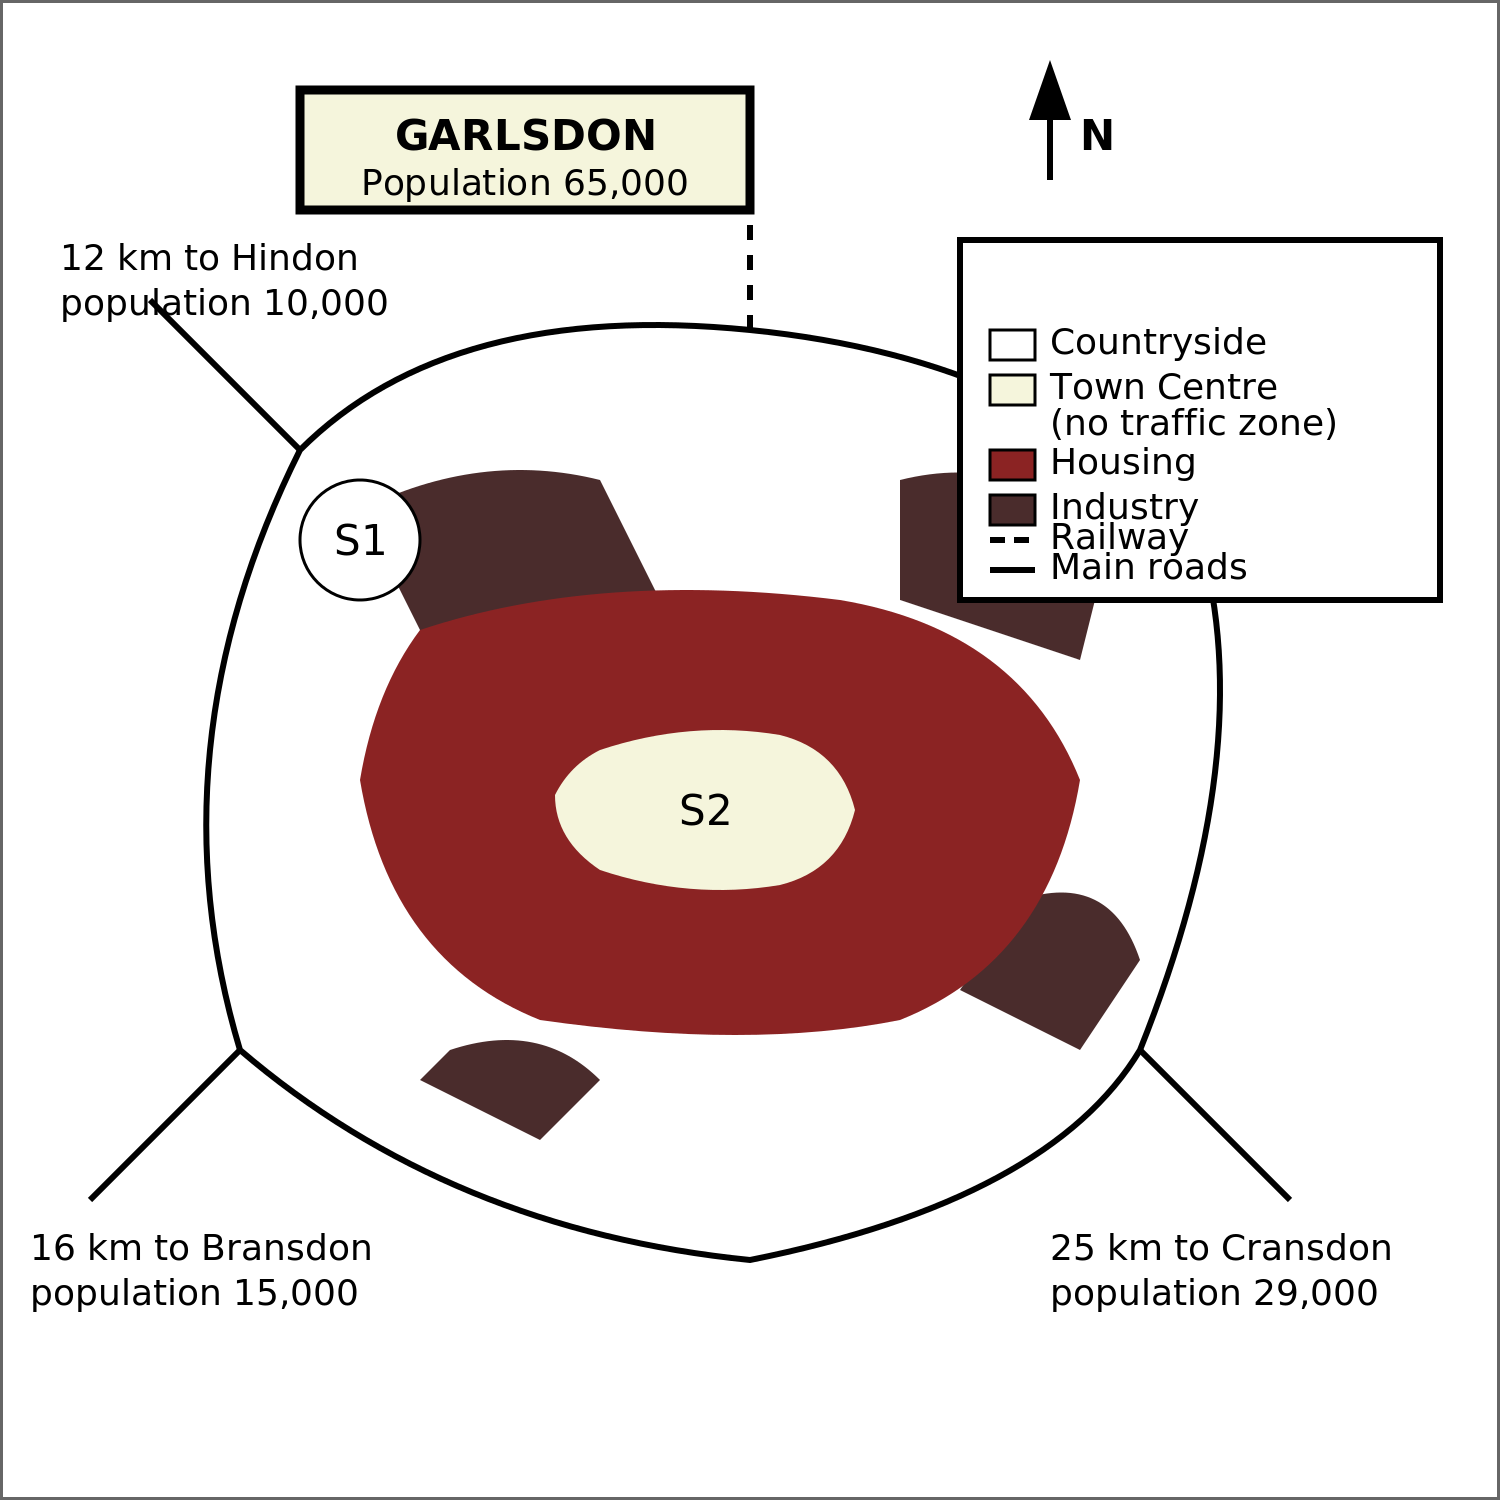 GARLSDON
Population 65,000
N
12 km to Hindon
population 10,000
Countryside
Town Centre
(no traffic zone)
Housing
Industry
Railway
Main roads
S1
S2
16 km to Bransdon
population 15,000
25 km to Cransdon
population 29,000